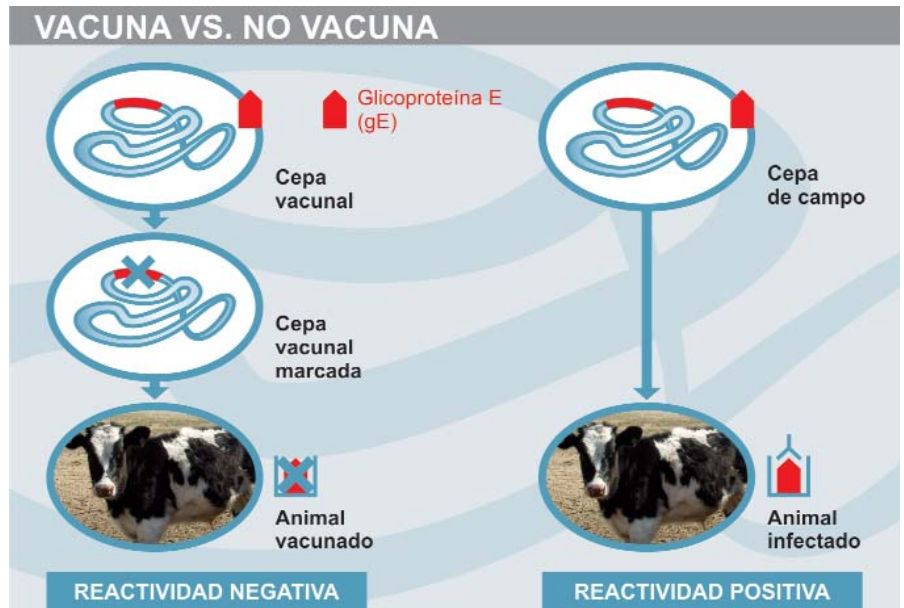 VACUNA VS. NO VACUNA
Glicoproteína E
(gE)
Cepa
vacunal
Cepa
de campo
Cepa
vacunal
marcada
Animal
vacunado
Animal
infectado
REACTIVIDAD NEGATIVA
REACTIVIDAD POSITIVA